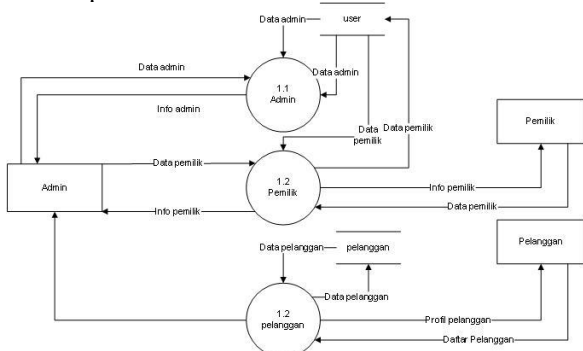 Data admin
user
Data admin
1.1
Admin
Data admin
Info admin
Data
pemilik
Data pemilik
Pemilik
Admin
Data pemilik
1.2
Pemilik
Info pemilik
Info pemilik
Data pemilik
Data pelanggan
pelanggan
Pelanggan
Data pelanggan
1.2
pelanggan
Profil pelanggan
Daftar Pelanggan